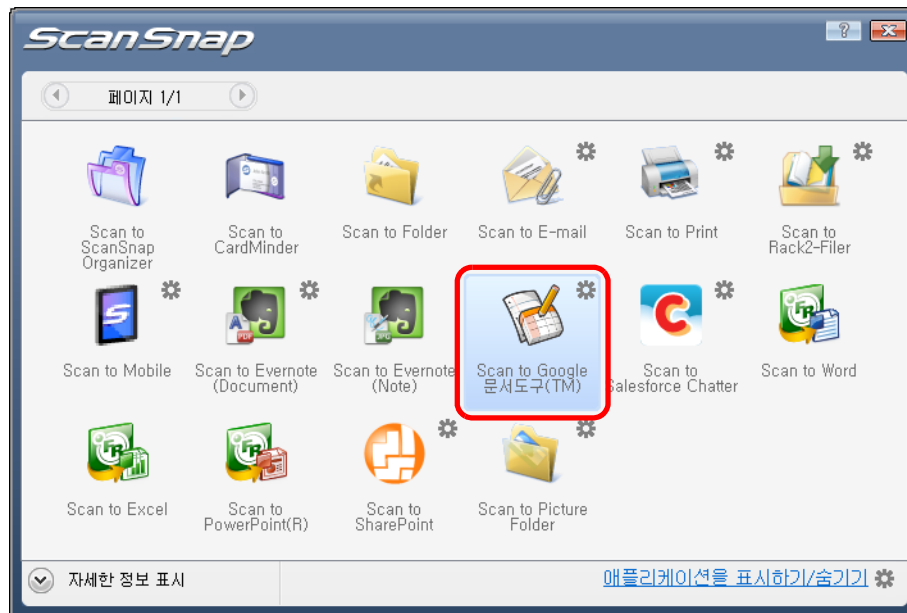 ScanSnap
페이지 1/1
Scan to
ScanSnap
Organizer
Scan to
CardMinder
Scan to Folder
Scan to E-mail
Scan to Print
Scan to
Rack2-Filer
Scan to Mobile
Scan to Evernote
(Document)
Scan to Evernote
(Note)
Scan to Google
문서도구(TM)
Scan to
Salesforce Chatter
Scan to Word
Scan to Excel
Scan to
PowerPoint(R)
Scan to
SharePoint
Scan to Picture
Folder
자세한 정보 표시
애플리케이션을 표시하기/숨기기